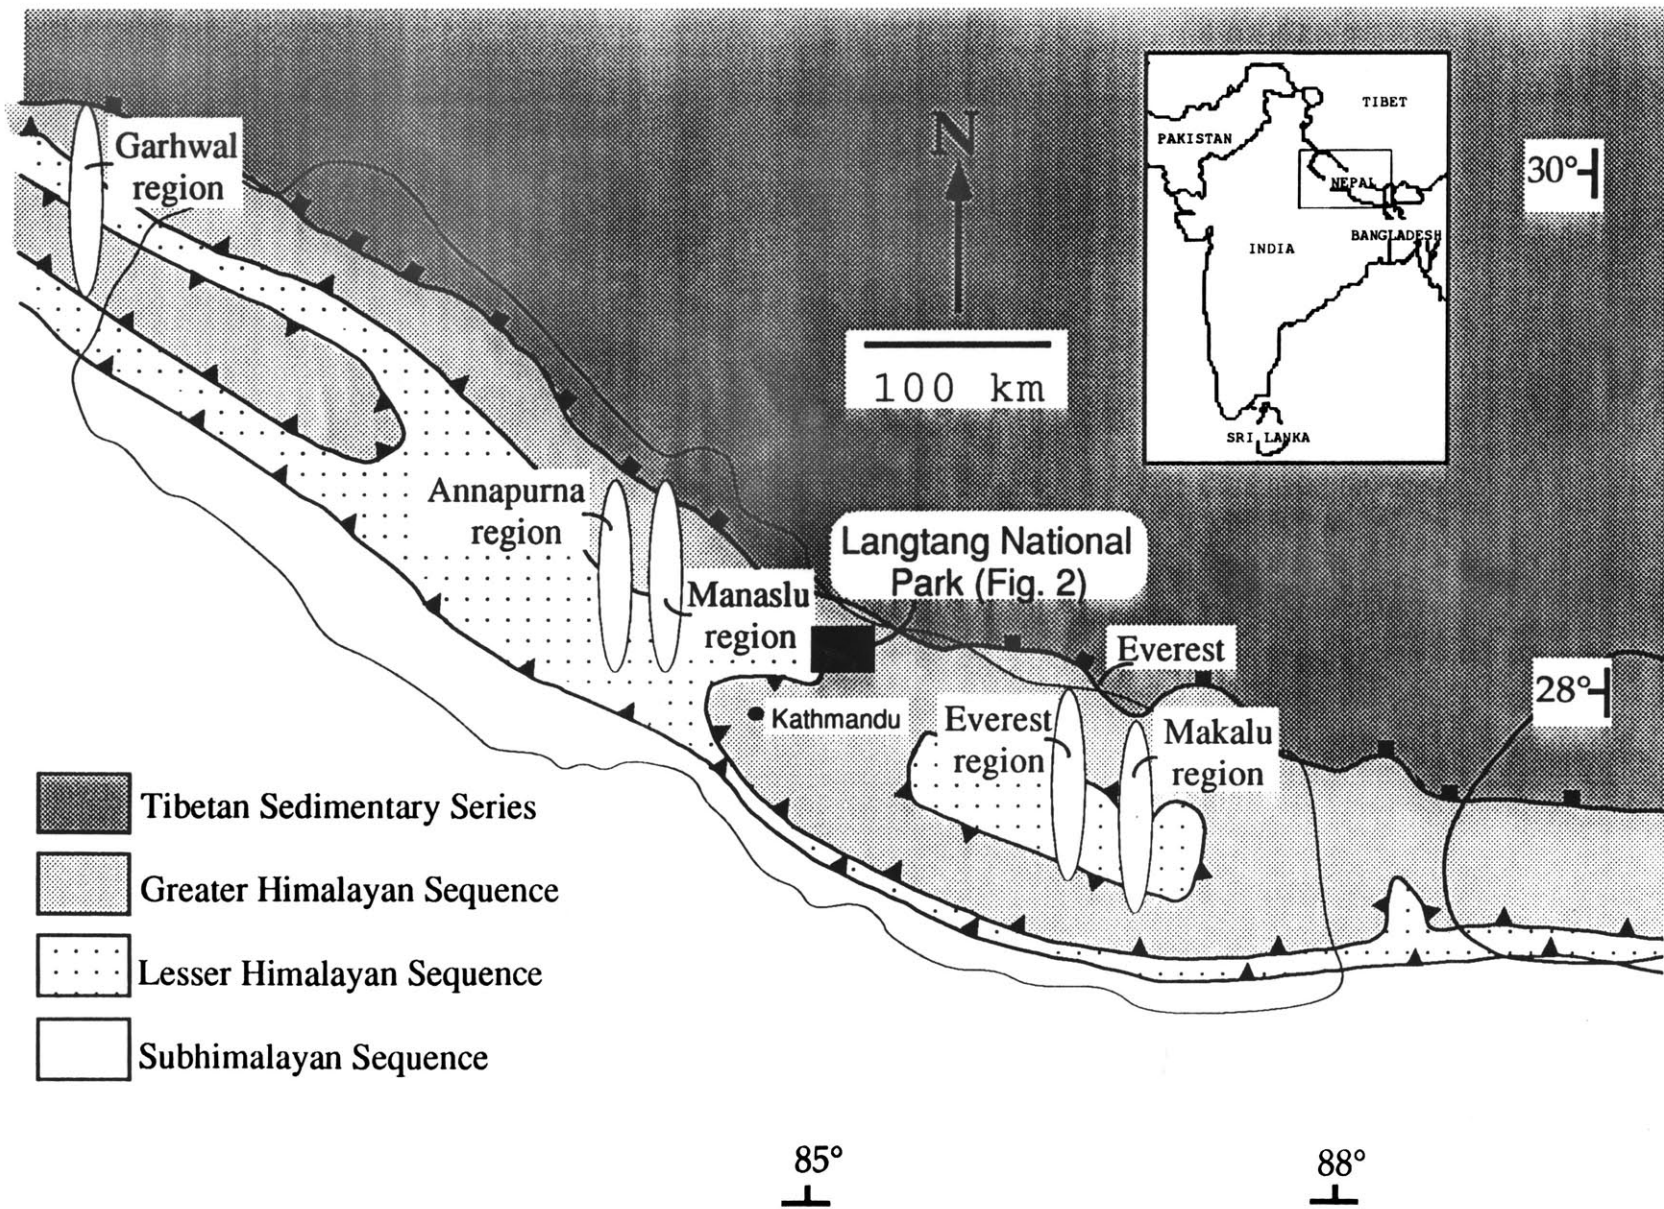 Garhwal
region
N
TIBET
PAKISTAN
NEPAL
BANGLADESH
INDIA
SRI LANKA
30°
100 km
Annapurna
region
Langtang National
Park (Fig. 2)
Manaslu
region
Everest
28°
Kathmandu
Everest
region
Makalu
region
Tibetan Sedimentary Series
Greater Himalayan Sequence
Lesser Himalayan Sequence
Subhimalayan Sequence
85°
88°